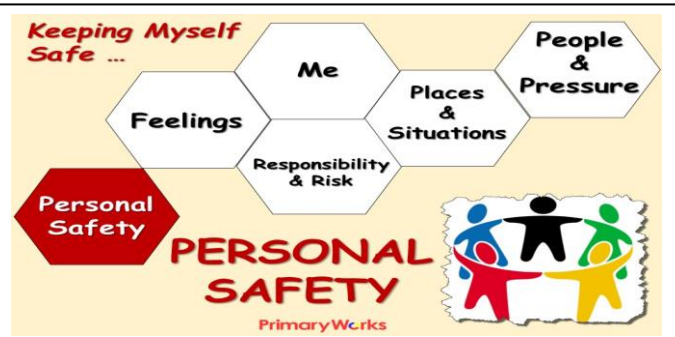 Keeping Myself
Safe ...
Me
People
&
Pressure
Feelings
Places
&
Situations
Responsibility
& Risk
Personal
Safety
PERSONAL
SAFETY
PrimaryWorks